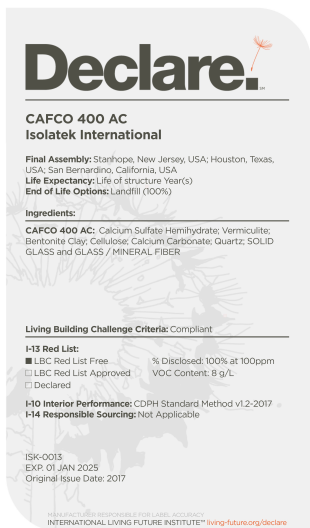 Declare.
SM
CAFCO 400 AC
Isolatek International
Final Assembly: Stanhope, New Jersey, USA; Houston, Texas,
USA; San Bernardino, California, USA
Life Expectancy: Life of structure Year(s)
End of Life Options: Landfill (100%)
Ingredients:
CAFCO 400 AC: Calcium Sulfate Hemihydrate; Vermiculite;
Bentonite Clay; Cellulose; Calcium Carbonate; Quartz; SOLID
GLASS and GLASS / MINERAL FIBER
Living Building Challenge Criteria: Compliant
I-13 Red List:
■ LBC Red List Free % Disclosed: 100% at 100ppm
□ LBC Red List Approved VOC Content: 8 g/L
□ Declared
I-10 Interior Performance: CDPH Standard Method v1.2-2017
I-14 Responsible Sourcing: Not Applicable
ISK-0013
EXP. 01 JAN 2025
Original Issue Date: 2017
MANUFACTURER RESPONSIBLE FOR LABEL ACCURACY
INTERNATIONAL LIVING FUTURE INSTITUTE™ living-future.org/declare